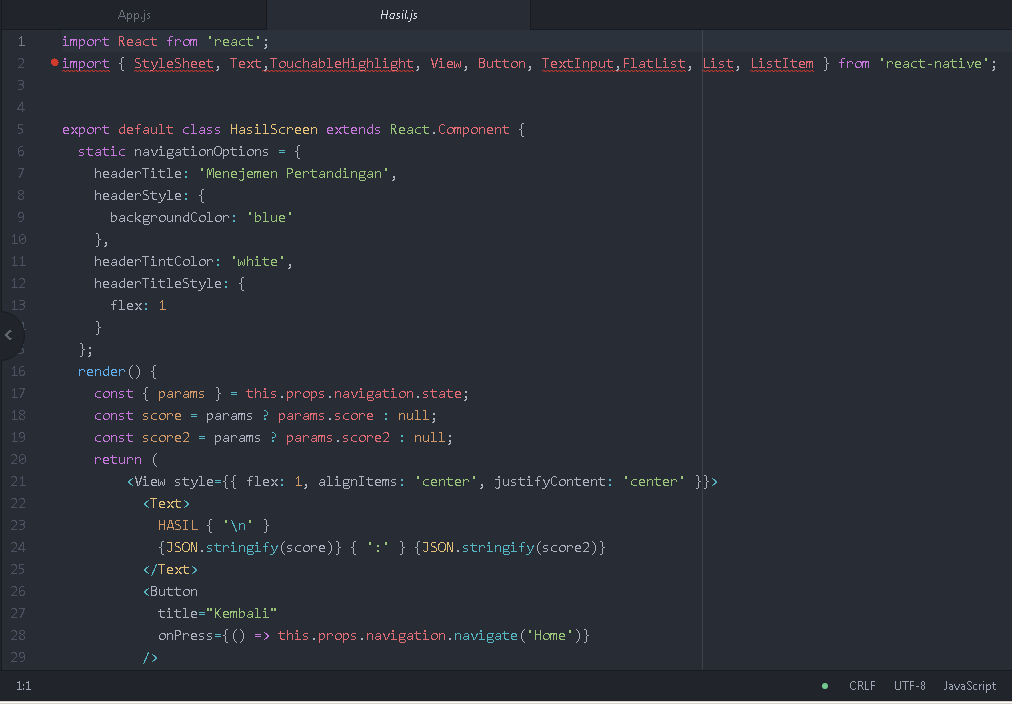 App.js
Hasil.js
1 import React from 'react';
2 import { StyleSheet, Text,TouchableHighlight, View, Button, TextInput,FlatList, List, ListItem } from 'react-native';
3
4
5 export default class HasilScreen extends React.Component {
6 static navigationOptions = {
7 headerTitle: 'Menejemen Pertandingan',
8 headerStyle: {
9 backgroundColor: 'blue'
10 },
11 headerTintColor: 'white',
12 headerTitleStyle: {
13 flex: 1
}
};
16 render() {
17 const { params } = this.props.navigation.state;
18 const score = params ? params.score : null;
19 const score2 = params ? params.score2 : null;
20 return (
21 <View style={{ flex: 1, alignItems: 'center', justifyContent: 'center' }}>
22 <Text>
23 HASIL { '\n' }
24 {JSON.stringify(score)} { ':' } {JSON.stringify(score2)}
25 </Text>
26 <Button
27 title="Kembali"
28 onPress={() => this.props.navigation.navigate('Home')}
29 />
1:1
CRLF UTF-8 JavaScript